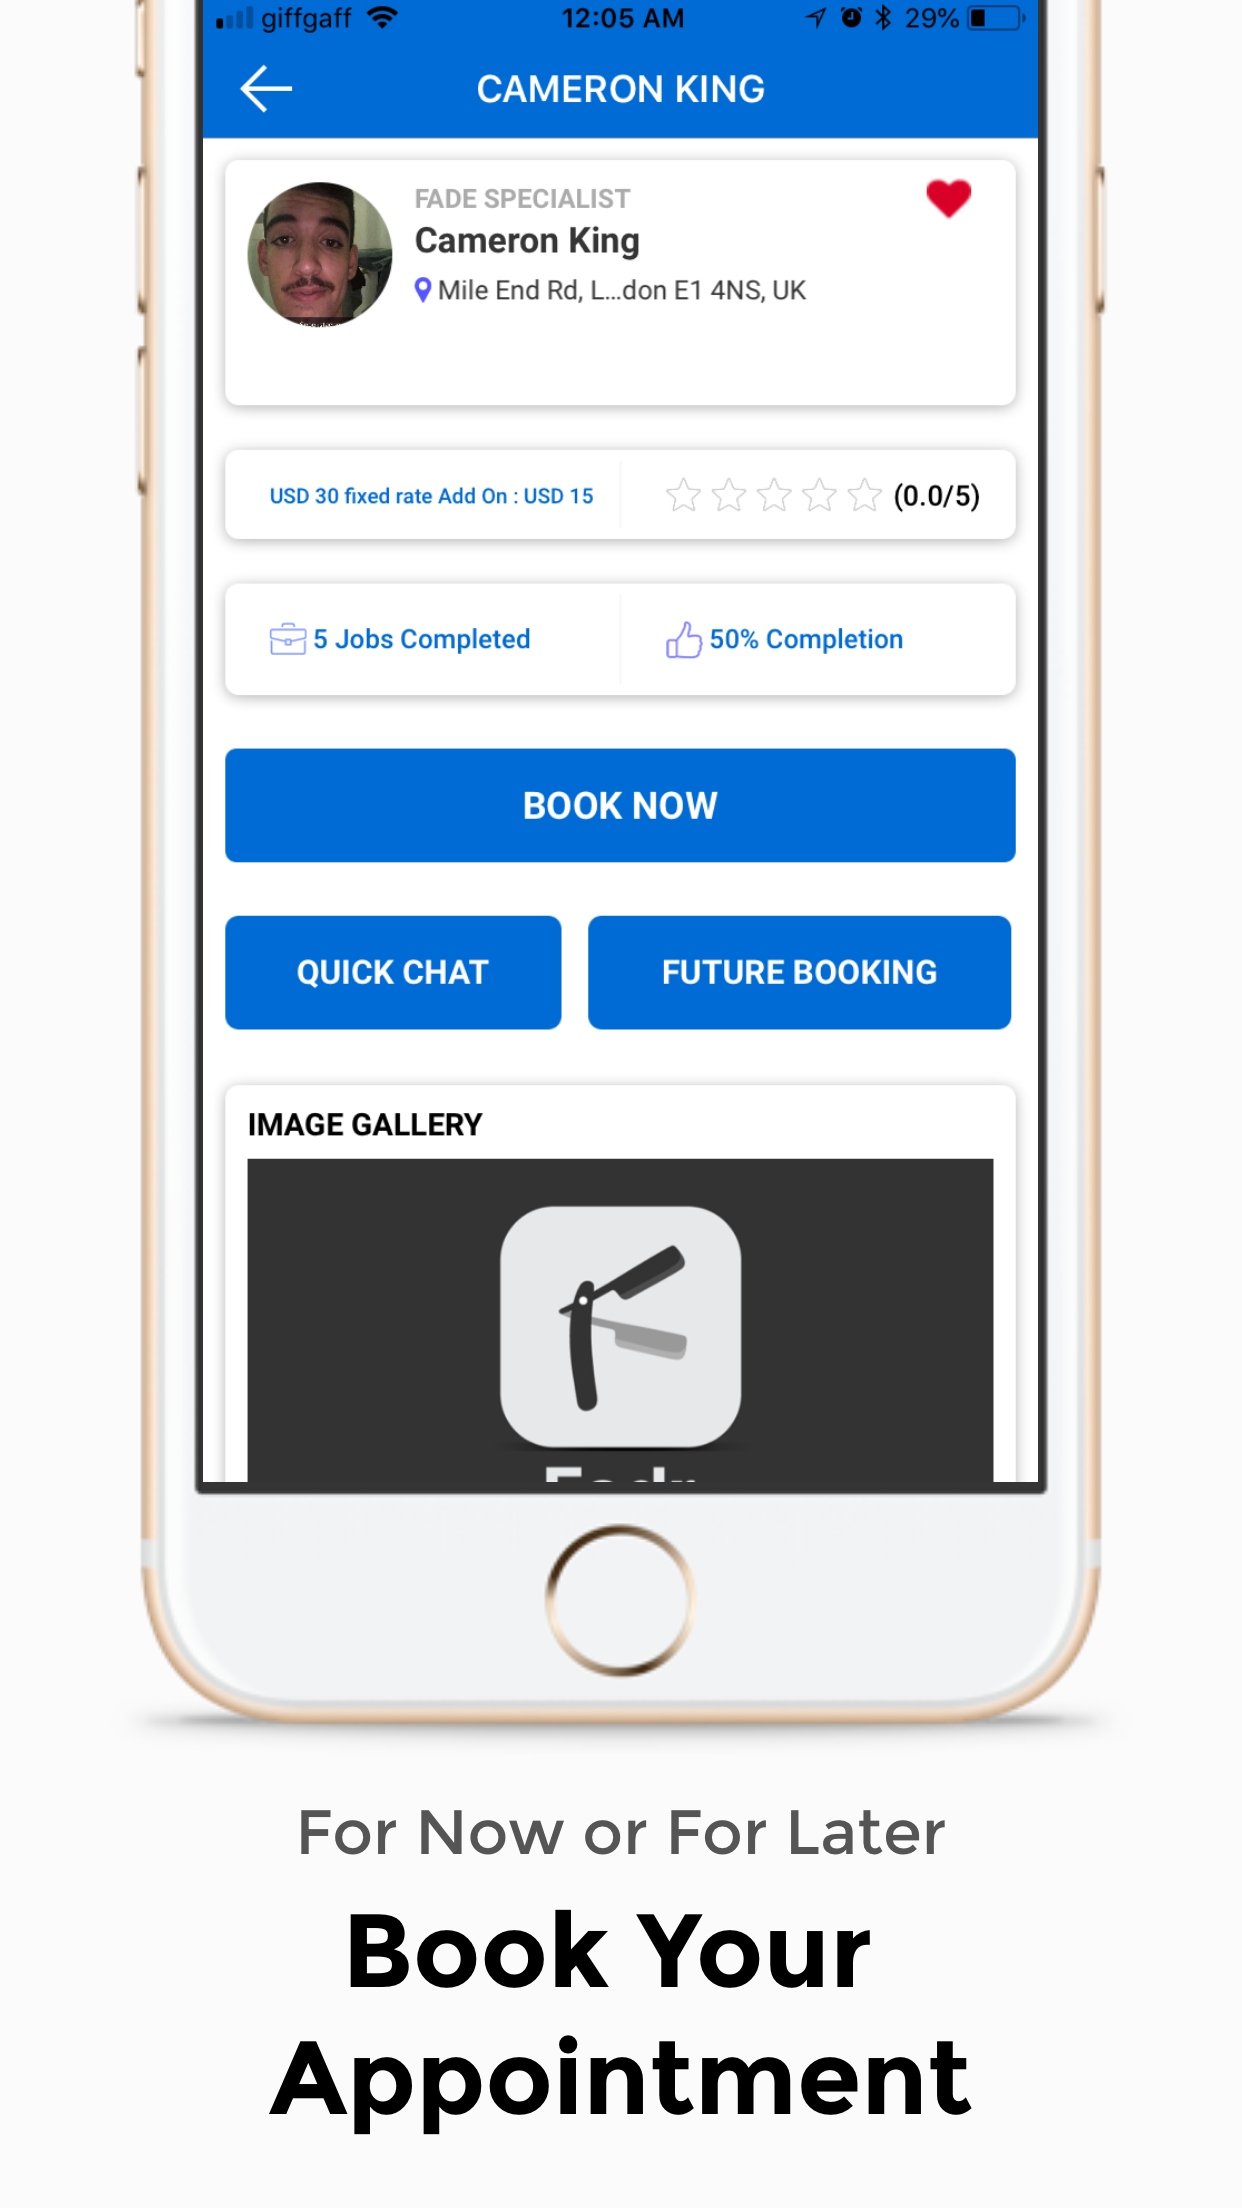 giffgaff 12:05 AM 29%
CAMERON KING
FADE SPECIALIST
Cameron King
Mile End Rd, L...don E1 4NS, UK
USD 30 fixed rate Add On : USD 15 (0.0/5)
5 Jobs Completed 50% Completion
BOOK NOW
QUICK CHAT FUTURE BOOKING
IMAGE GALLERY
For Now or For Later
Book Your
Appointment